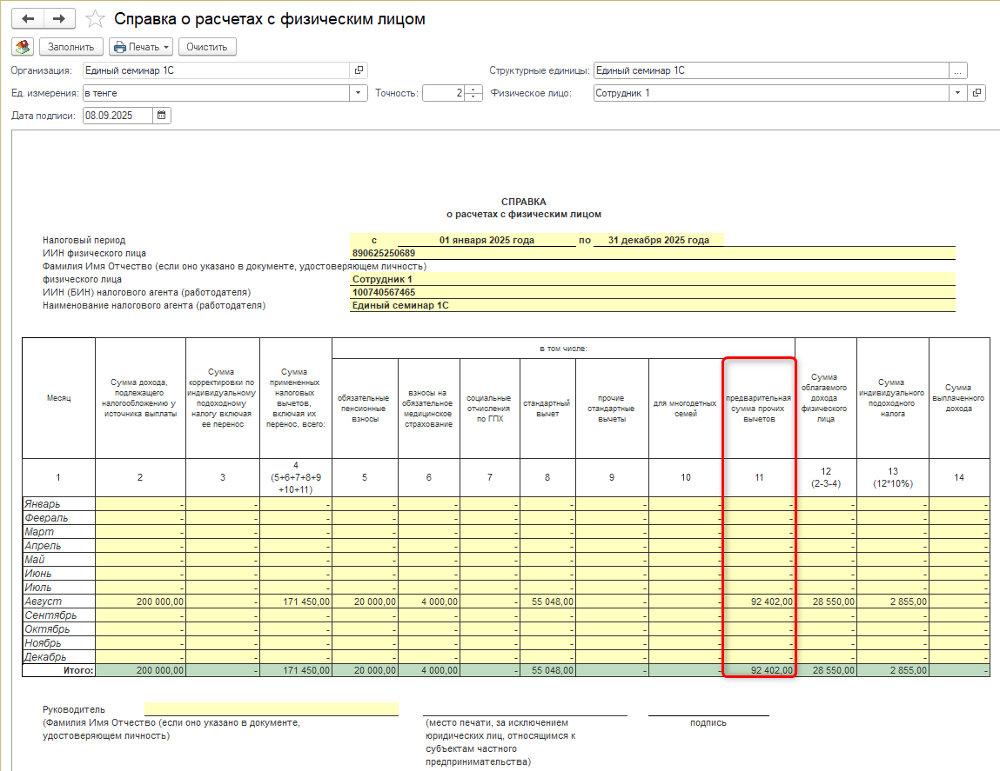 Справка о расчетах с физическим лицом
Заполнить Печать Очистить
Организация: Единый семинар 1С Структурные единицы: Единый семинар 1С ...
Ед. измерения: в тенге Точность: 2 Физическое лицо: Сотрудник 1
Дата подписи: 08.09.2025
СПРАВКА
о расчетах с физическим лицом
Налоговый период с 01 января 2025 года по 31 декабря 2025 года
ИИН физического лица 890625250689
Фамилия Имя Отчество (если оно указано в документе, удостоверяющем личность)
физического лица Сотрудник 1
ИИН (БИН) налогового агента (работодателя) 100740567465
Наименование налогового агента (работодателя) Единый семинар 1С
Месяц
Сумма дохода,
подлежащего
налогообложению у
источника выплаты
Сумма
корректировки по
индивидуальному
подоходному
налогу включая
ее перенос
Сумма
примененных
налоговых
вычетов,
включая их
перенос, всего:
в том числе:
обязательные
пенсионные
взносы
взносы на
обязательное
медицинское
страхование
социальные
отчисления
по ГПХ
стандартный
вычет
прочие
стандартные
вычеты
для многодетных
семей
предварительная
сумма прочих
вычетов
Сумма
облагаемого
дохода
физического
лица
Сумма
индивидуального
подоходного
налога
Сумма
выплаченного
дохода
1 2 3 4 (5+6+7+8+9 +10+11) 5 6 7 8 9 10 11 12 (2-3-4) 13 (12*10%) 14
Январь - - - - - - - - - - - - -
Февраль - - - - - - - - - - - - -
Март - - - - - - - - - - - - -
Апрель - - - - - - - - - - - - -
Май - - - - - - - - - - - - -
Июнь - - - - - - - - - - - - -
Июль - - - - - - - - - - - - -
Август 200 000,00 - 171 450,00 20 000,00 4 000,00 - 55 048,00 - - 92 402,00 28 550,00 2 855,00 -
Сентябрь - - - - - - - - - - - - -
Октябрь - - - - - - - - - - - - -
Ноябрь - - - - - - - - - - - - -
Декабрь - - - - - - - - - - - - -
Итого: 200 000,00 - 171 450,00 20 000,00 4 000,00 - 55 048,00 - - 92 402,00 28 550,00 2 855,00 -
Руководитель
(Фамилия Имя Отчество (если оно указано в документе,
удостоверяющем личность)
(место печати, за исключением
юридических лиц, относящимся к
субъектам частного
предпринимательства)
подпись